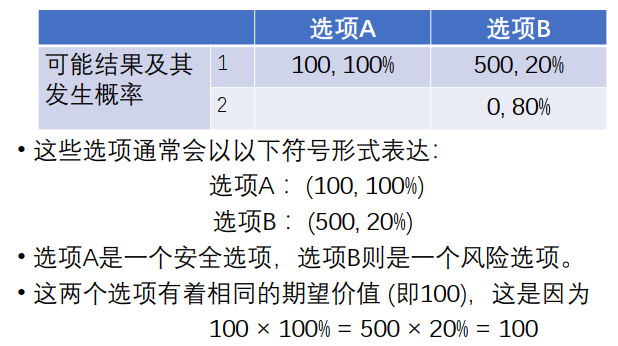 选项A 选项B
可能结果及其 1 100, 100% 500, 20%
发生概率 2 0, 80%
• 这些选项通常会以以下符号形式表达：
选项A ：(100, 100%)
选项B ：(500, 20%)
• 选项A是一个安全选项，选项B则是一个风险选项。
• 这两个选项有着相同的期望价值 (即100)，这是因为
100 × 100% = 500 × 20% = 100